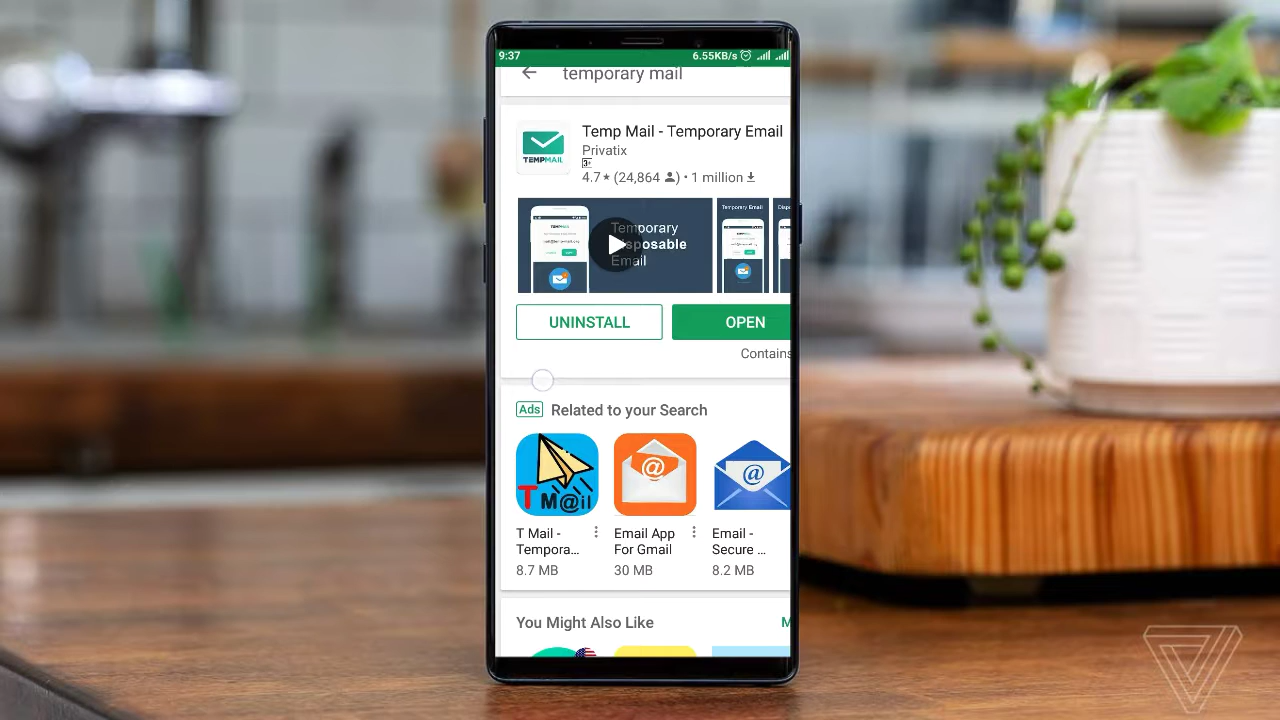 9:37
6.55KB/s
temporary mail
Temp Mail - Temporary Email
Privatix
3+
4.7★ (24,864) • 1 million
TEMPMAIL
Temporary
Disposable
Email
Temporary Email
UNINSTALL
OPEN
Contains
Ads Related to your Search
T M@il
@
@
T Mail -
Tempora...
8.7 MB
Email App
For Gmail
30 MB
Email -
Secure ...
8.2 MB
You Might Also Like